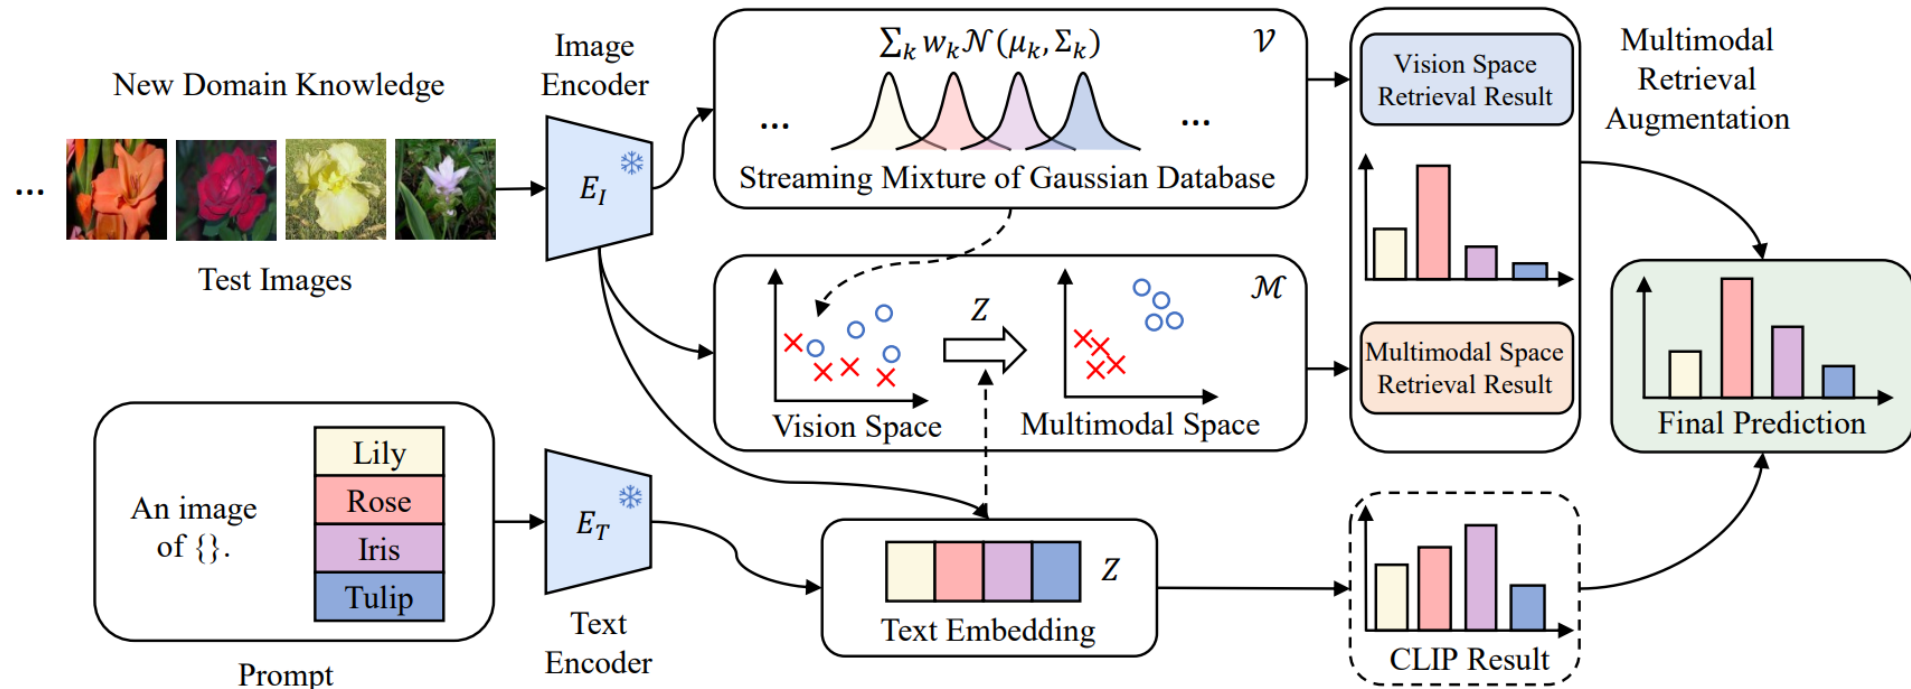 New Domain Knowledge
...
Test Images
Image
Encoder
E_I
∑_k w_k 𝒩(μ_k, Σ_k)
𝒱
...
...
Streaming Mixture of Gaussian Database
Z
ℳ
Vision Space
Multimodal Space
Vision Space
Retrieval Result
Multimodal Space
Retrieval Result
Multimodal
Retrieval
Augmentation
Final Prediction
An image
of {}.
Lily
Rose
Iris
Tulip
Prompt
E_T
Text
Encoder
Z
Text Embedding
CLIP Result